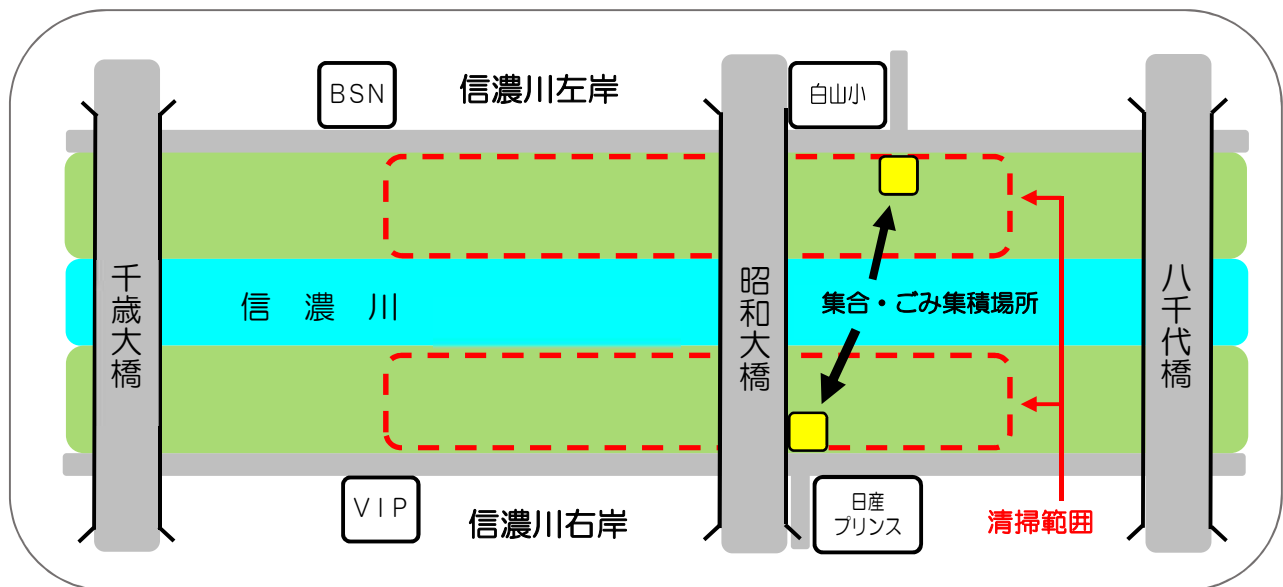 BSN
信濃川左岸
白山小
千歳大橋
信濃川
昭和大橋
集合・ごみ集積場所
八千代橋
VIP
信濃川右岸
日産
プリンス
清掃範囲